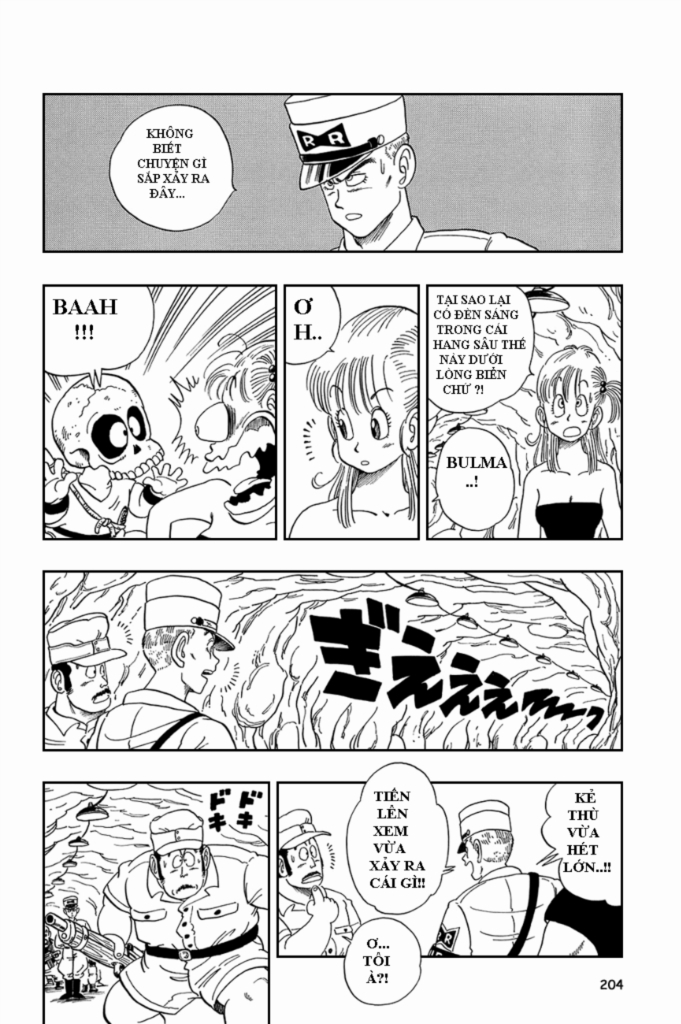 KHÔNG
BIẾT
CHUYỆN GÌ
SẮP XẢY RA
ĐÂY...
R R
TẠI SAO LẠI
CÓ ĐÈN SÁNG
TRONG CÁI
HANG SÂU THẾ
NÀY DƯỚI
LÒNG BIỂN
CHỨ ?!
BULMA
..!
Ơ
H..
BAAH
!!!
ぎえええ
KẺ
THÙ
VỪA
HÉT
LỚN..!!
TIẾN
LÊN
XEM
VỪA
XẢY RA
CÁI GÌ!!
Ơ...
TÔI
À?!
R R
ドキ
ドキ
204